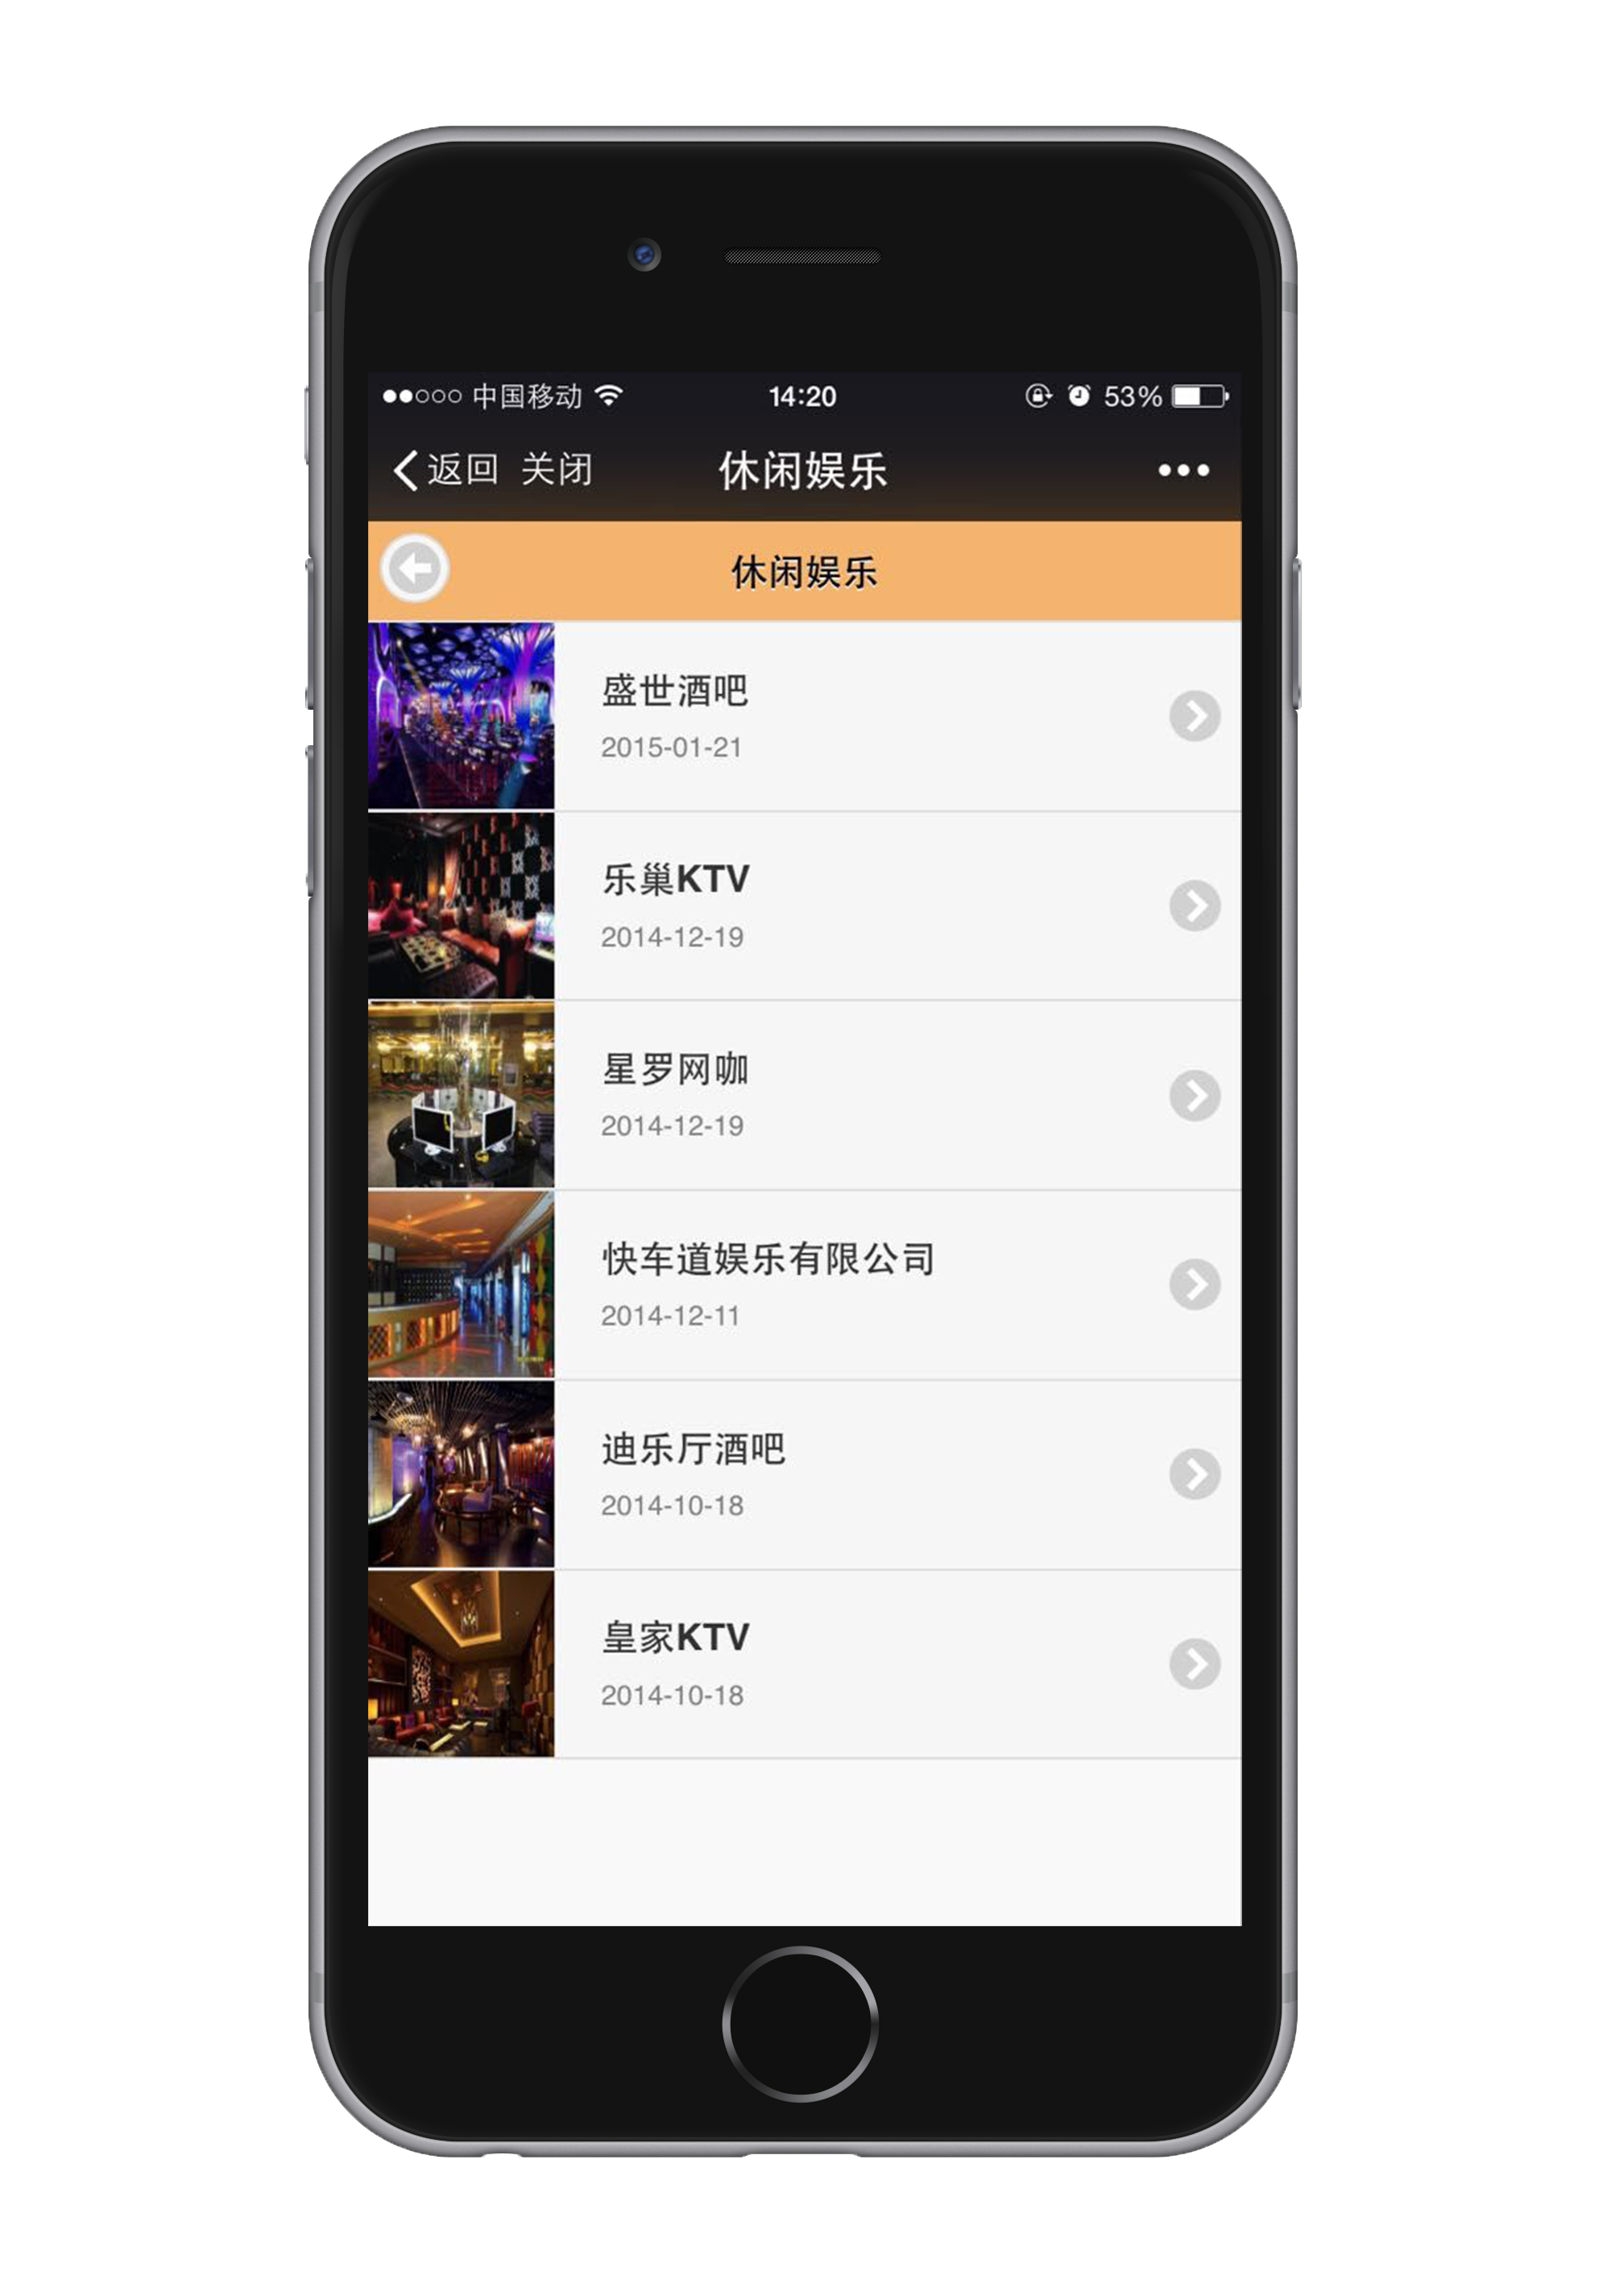 中国移动 14:20 53%
返回 关闭 休闲娱乐
休闲娱乐
盛世酒吧
2015-01-21
乐巢KTV
2014-12-19
星罗网咖
2014-12-19
快车道娱乐有限公司
2014-12-11
迪乐厅酒吧
2014-10-18
皇家KTV
2014-10-18